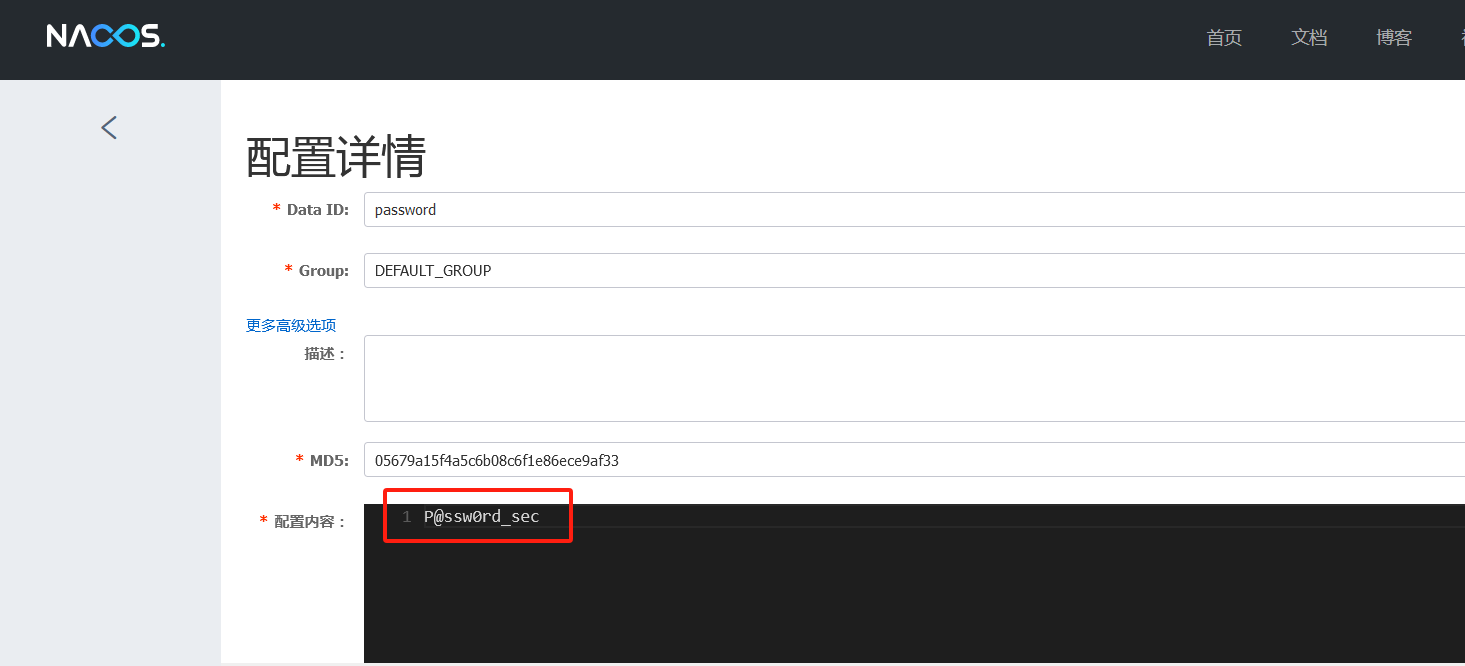 NACOS.
首页 文档 博客
配置详情
* Data ID: password
* Group: DEFAULT_GROUP
更多高级选项
描述：
* MD5: 05679a15f4a5c6b08c6f1e86ece9af33
* 配置内容： 1 P@ssw0rd_sec